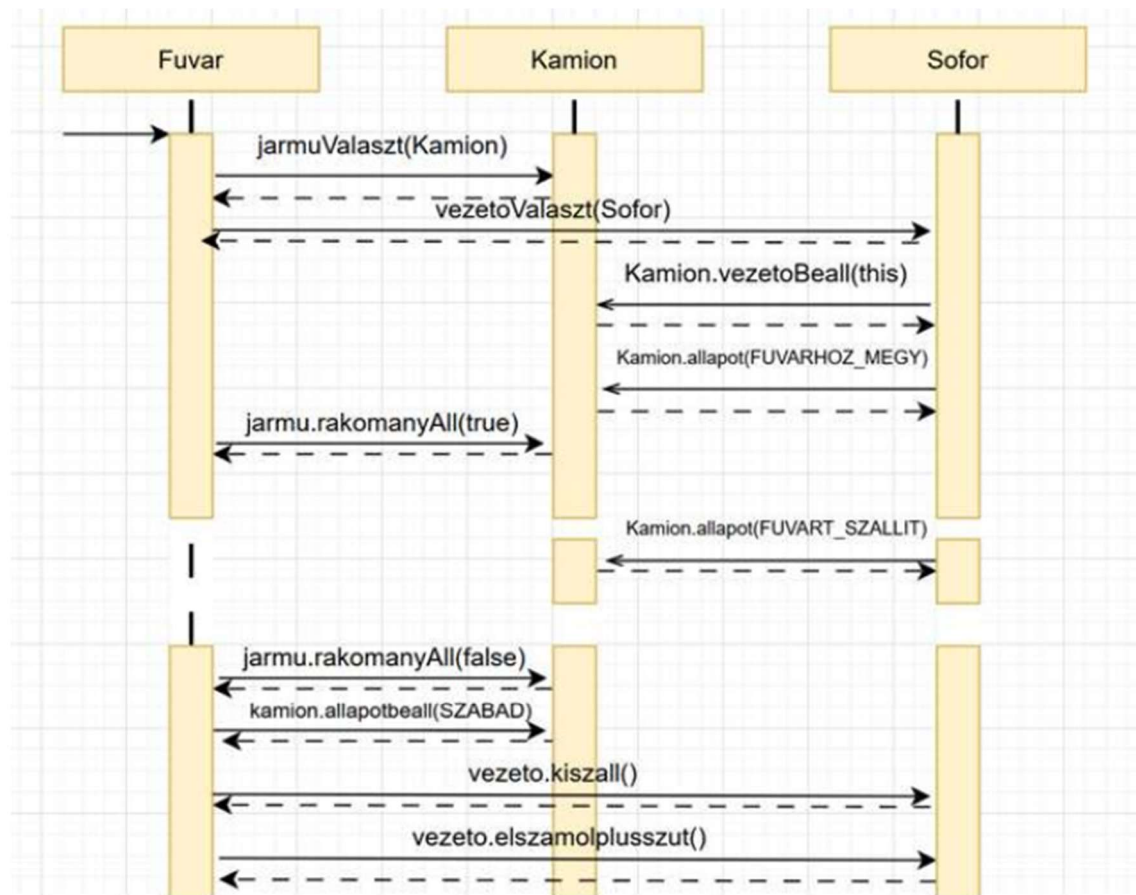 Fuvar
Kamion
Sofor
jarmuValaszt(Kamion)
vezetoValaszt(Sofor)
Kamion.vezetoBeall(this)
Kamion.allapot(FUVARHOZ_MEGY)
jarmu.rakomanyAll(true)
Kamion.allapot(FUVART_SZALLIT)
jarmu.rakomanyAll(false)
kamion.allapotbeall(SZABAD)
vezeto.kiszall()
vezeto.elszamolplusszut()